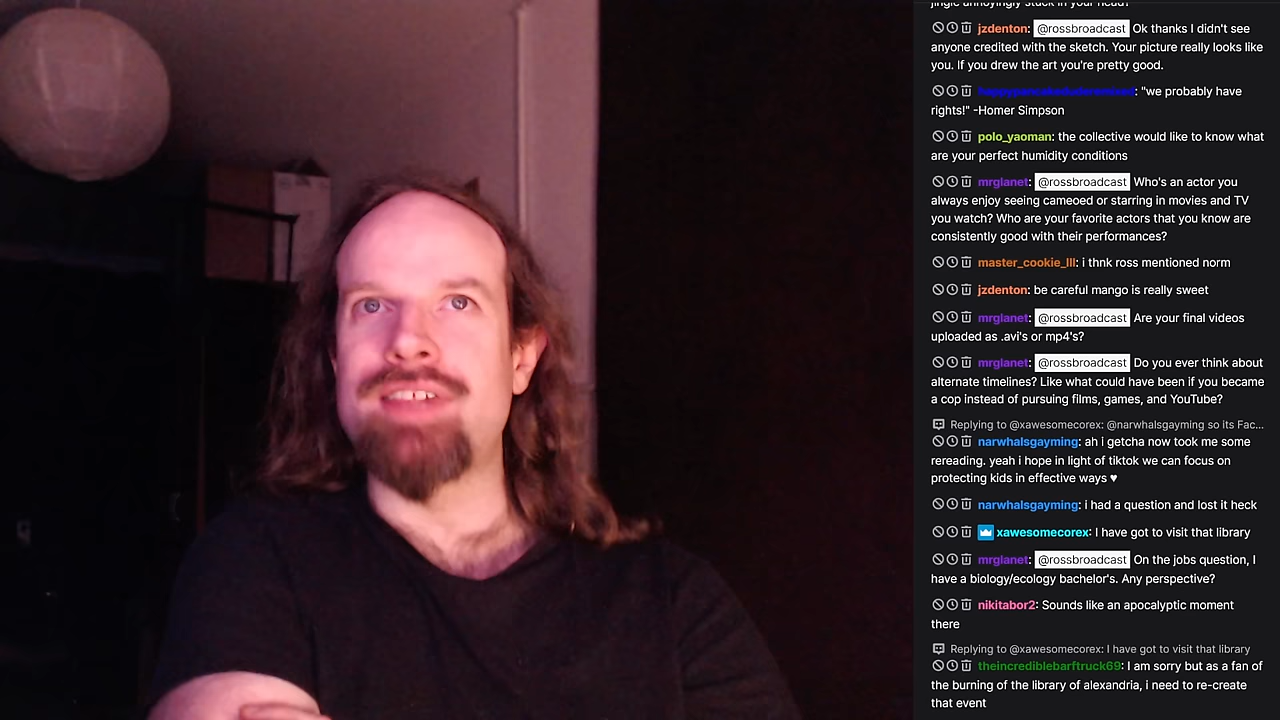 jingle annoyingly stuck in your head?
jzdenton: @rossbroadcast Ok thanks I didn't see
anyone credited with the sketch. Your picture really looks like
you. If you drew the art you're pretty good.
: "we probably have
rights!" -Homer Simpson
polo_yaoman: the collective would like to know what
are your perfect humidity conditions
mrglanet: @rossbroadcast Who's an actor you
always enjoy seeing cameoed or starring in movies and TV
you watch? Who are your favorite actors that you know are
consistently good with their performances?
master_cookie_III: i thnk ross mentioned norm
jzdenton: be careful mango is really sweet
mrglanet: @rossbroadcast Are your final videos
uploaded as .avi's or mp4's?
mrglanet: @rossbroadcast Do you ever think about
alternate timelines? Like what could have been if you became
a cop instead of pursuing films, games, and YouTube?
Replying to @xawesomecorex: @narwhalsgayming so its Fac...
narwhalsgayming: ah i getcha now took me some
rereading. yeah i hope in light of tiktok we can focus on
protecting kids in effective ways ♥
narwhalsgayming: i had a question and lost it heck
xawesomecorex: I have got to visit that library
mrglanet: @rossbroadcast On the jobs question, I
have a biology/ecology bachelor's. Any perspective?
nikitabor2: Sounds like an apocalyptic moment
there
Replying to @xawesomecorex: I have got to visit that library
theincrediblebarftruck69: I am sorry but as a fan of
the burning of the library of alexandria, i need to re-create
that event